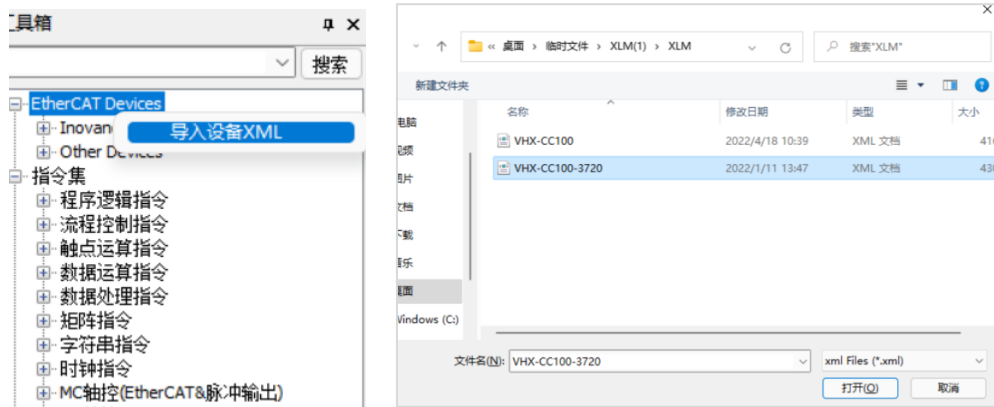 工具箱
搜索
EtherCAT Devices
导入设备XML
Other Devices
指令集
程序逻辑指令
流程控制指令
触点运算指令
数据运算指令
数据处理指令
矩阵指令
字符串指令
时钟指令
MC轴控(EtherCAT&脉冲输出)
« 桌面 › 临时文件 › XLM(1) › XLM
搜索"XLM"
新建文件夹
名称 修改日期 类型 大小
VHX-CC100 2022/4/18 10:39 XML 文档
VHX-CC100-3720 2022/1/11 13:47 XML 文档
电脑
视频
图片
文档
下载
音乐
桌面
Windows (C:)
文件名(N): VHX-CC100-3720 xml Files (*.xml)
打开(O) 取消